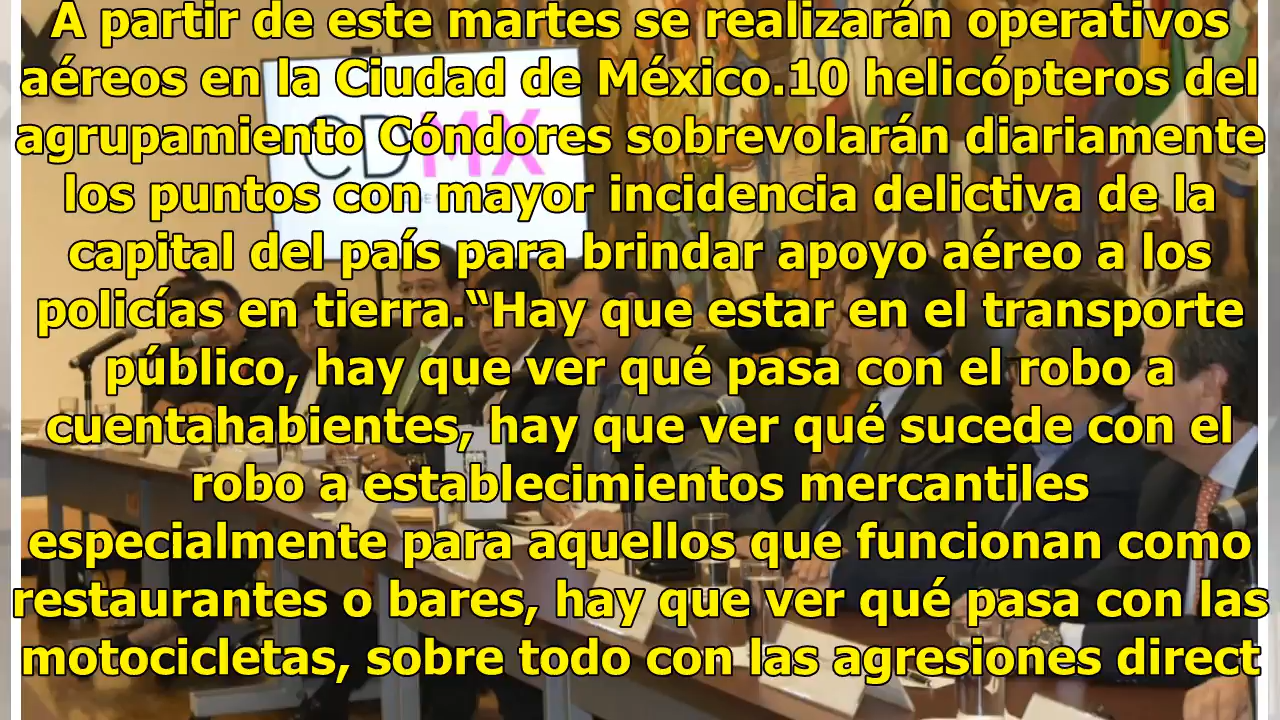 A partir de este martes se realizarán operativos
aéreos en la Ciudad de México.10 helicópteros del
agrupamiento Cóndores sobrevolarán diariamente
los puntos con mayor incidencia delictiva de la
capital del país para brindar apoyo aéreo a los
policías en tierra.“Hay que estar en el transporte
público, hay que ver qué pasa con el robo a
cuentahabientes, hay que ver qué sucede con el
robo a establecimientos mercantiles
especialmente para aquellos que funcionan como
restaurantes o bares, hay que ver qué pasa con las
motocicletas, sobre todo con las agresiones direct
CDMX